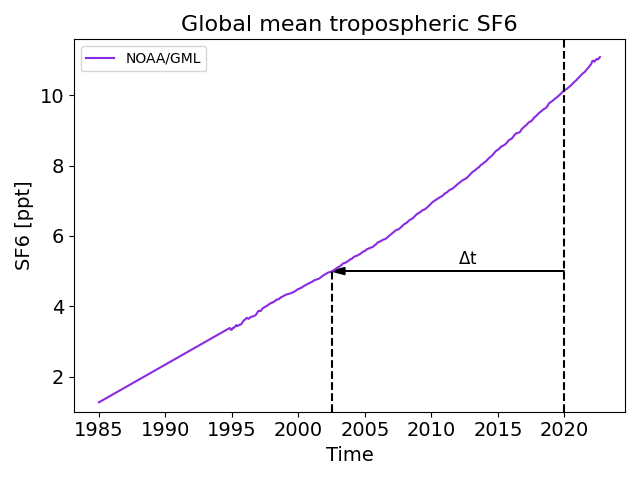 Global mean tropospheric SF6
NOAA/GML
10
8
6
4
2
SF6 [ppt]
Δt
1985 1990 1995 2000 2005 2010 2015 2020
Time